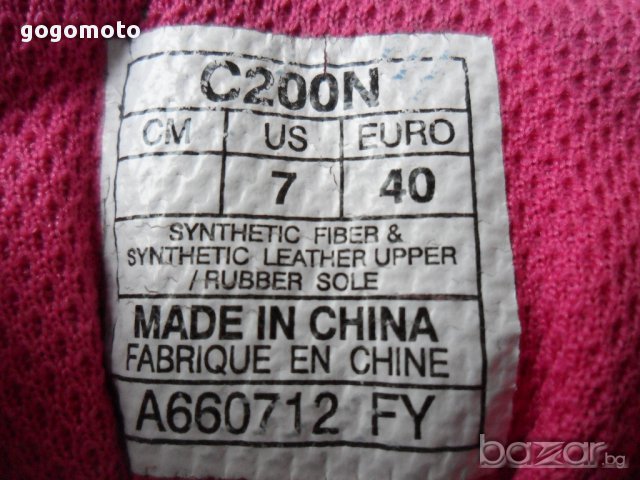 gogomoto
C200N
CM US EURO
7 40
SYNTHETIC FIBER &
SYNTHETIC LEATHER UPPER
/ RUBBER SOLE
MADE IN CHINA
FABRIQUE EN CHINE
A660712 FY
bazar.bg